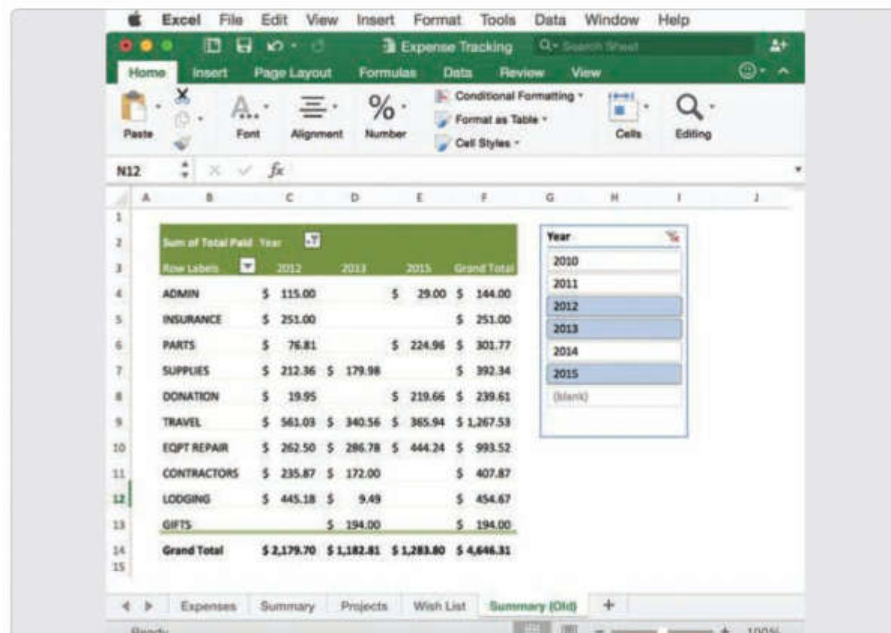 Excel File Edit View Insert Format Tools Data Window Help
Expense Tracking Search Sheet
Home Insert Page Layout Formulas Data Review View
Paste Font Alignment % Number Conditional Formatting Format as Table Cell Styles Cells Editing
N12 fx
A B C D E F G H I J
1
2 Sum of Total Paid Year Year
3 Row Labels 2012 2013 2015 Grand Total 2010
2011
4 ADMIN $ 115.00 $ 29.00 $ 144.00 2012
5 INSURANCE $ 251.00 $ 251.00 2013
6 PARTS $ 76.81 $ 224.96 $ 301.77 2014
7 SUPPLIES $ 212.36 $ 179.98 $ 392.34 2015
8 DONATION $ 19.95 $ 219.66 $ 239.61 (blank)
9 TRAVEL $ 561.03 $ 340.56 $ 365.94 $ 1,267.53
10 EQPT REPAIR $ 262.50 $ 286.78 $ 444.24 $ 993.52
11 CONTRACTORS $ 235.87 $ 172.00 $ 407.87
12 LODGING $ 445.18 $ 9.49 $ 454.67
13 GIFTS $ 194.00 $ 194.00
14 Grand Total $ 2,179.70 $ 1,182.81 $ 1,283.80 $ 4,646.31
15
Expenses Summary Projects Wish List Summary (Old) +
Ready 100%